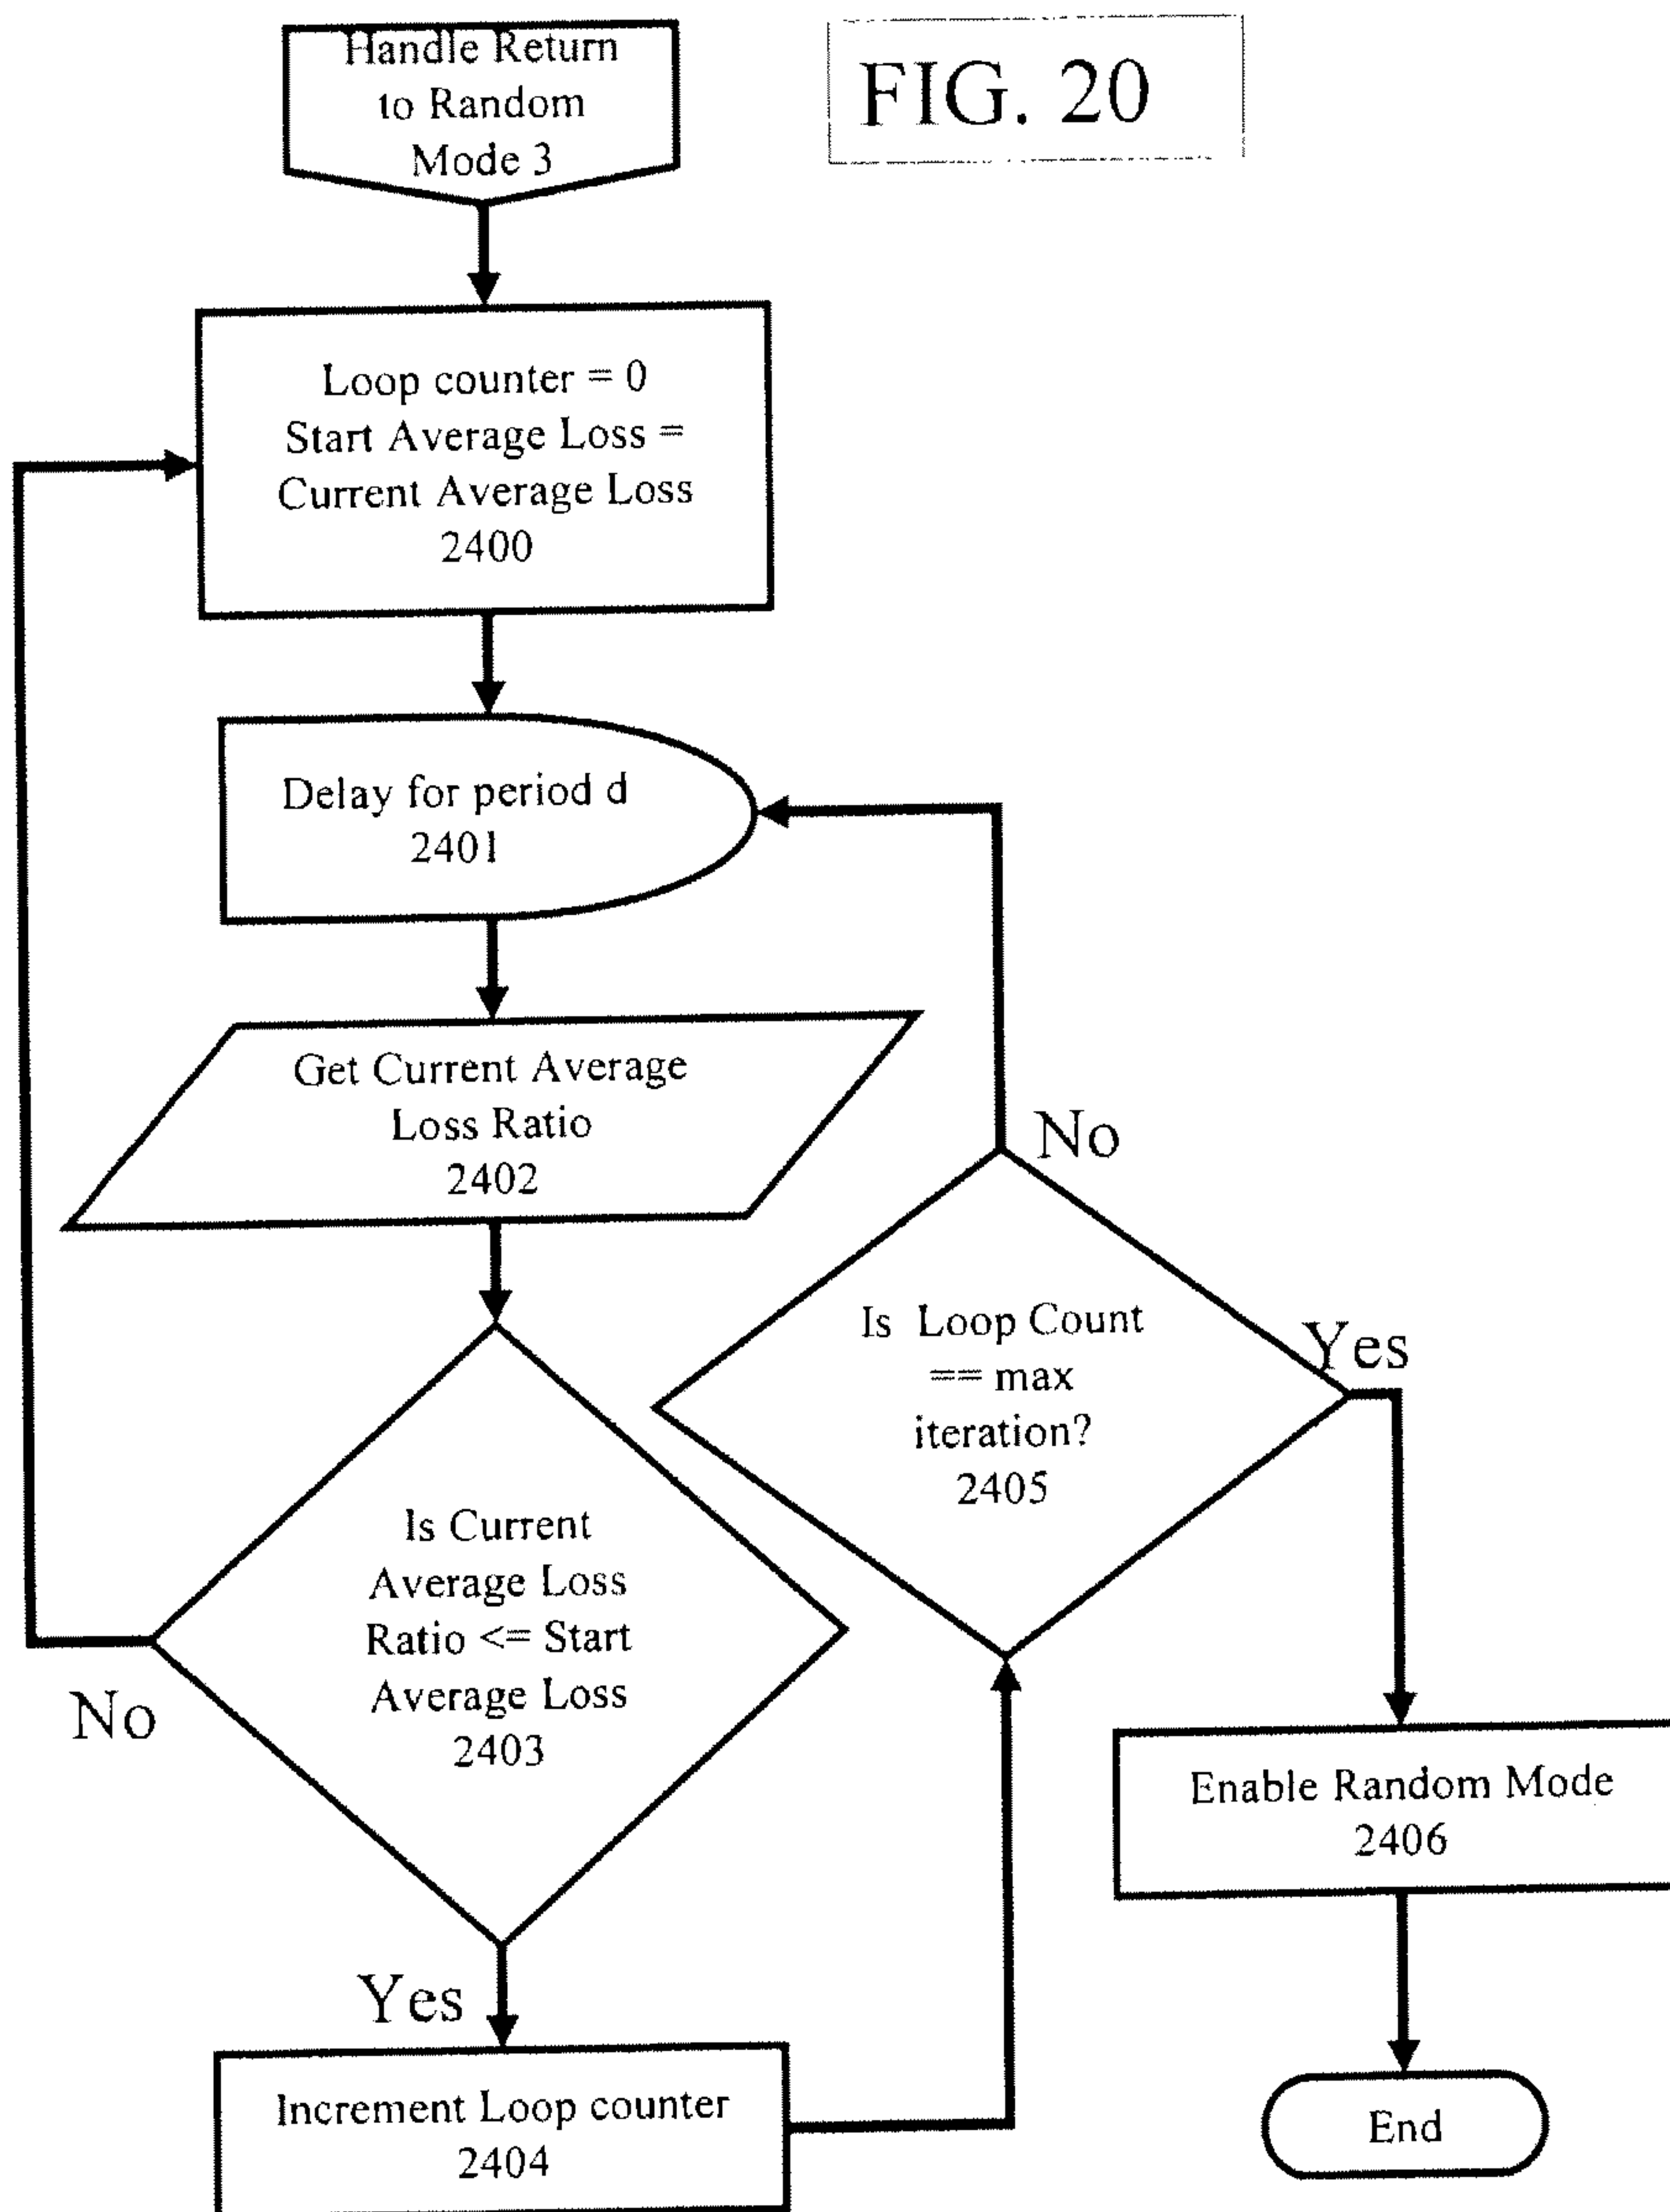 Handle Return
to Random
Mode 3
FIG. 20
Loop counter = 0
Start Average Loss =
Current Average Loss
2400
Delay for period d
2401
Get Current Average
Loss Ratio
2402
No
Is Loop Count
== max
iteration?
2405
Yes
Is Current
Average Loss
Ratio <= Start
Average Loss
2403
No
Yes
Increment Loop counter
2404
Enable Random Mode
2406
End